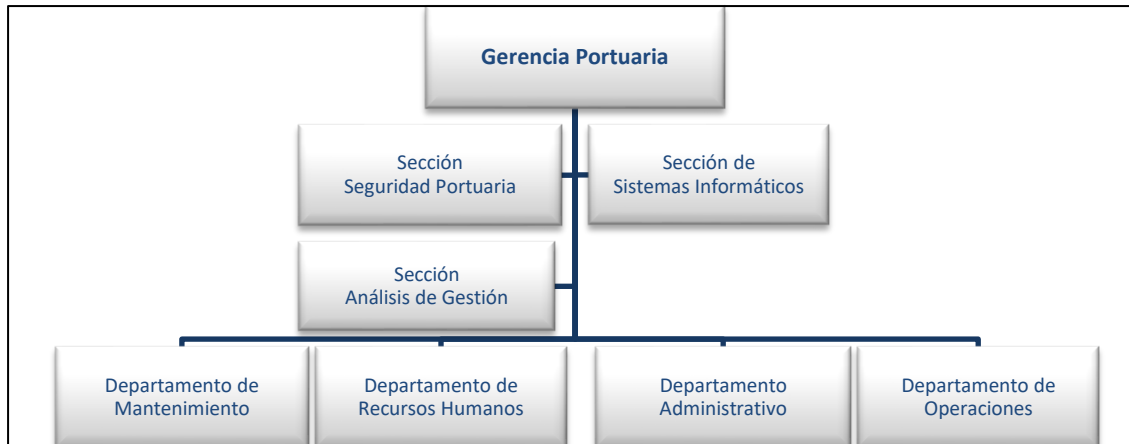 Gerencia Portuaria
Sección
Seguridad Portuaria
Sección de
Sistemas Informáticos
Sección
Análisis de Gestión
Departamento de
Mantenimiento
Departamento de
Recursos Humanos
Departamento
Administrativo
Departamento de
Operaciones